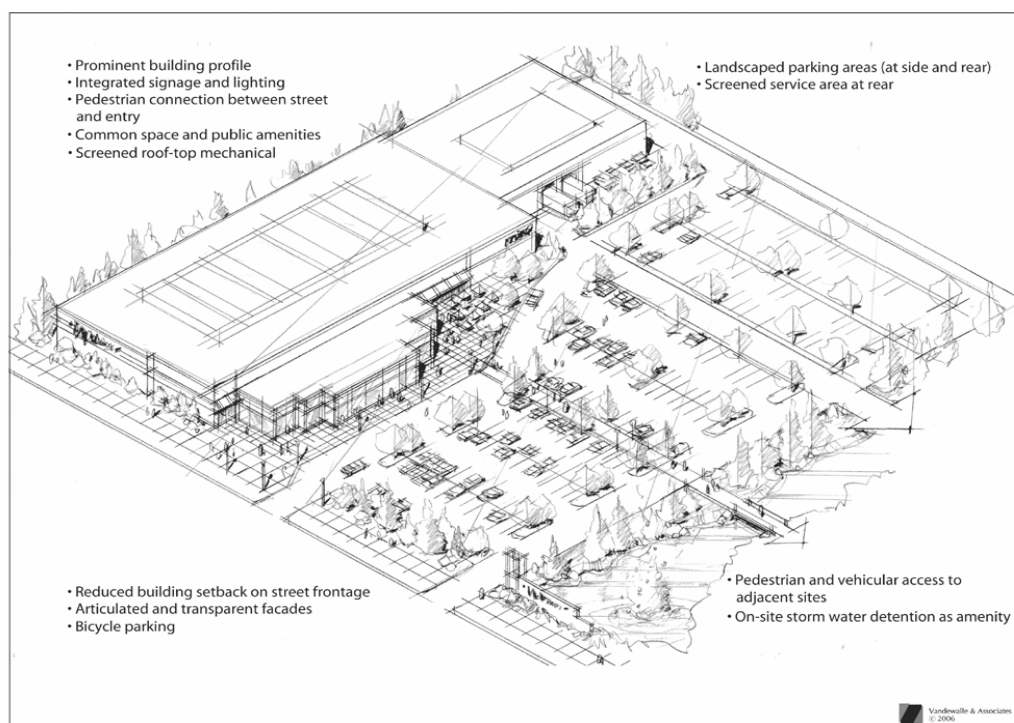 • Prominent building profile
• Integrated signage and lighting
• Pedestrian connection between street
and entry
• Common space and public amenities
• Screened roof-top mechanical
• Landscaped parking areas (at side and rear)
• Screened service area at rear
• Reduced building setback on street frontage
• Articulated and transparent facades
• Bicycle parking
• Pedestrian and vehicular access to
adjacent sites
• On-site storm water detention as amenity
Vandewalle & Associates
© 2006